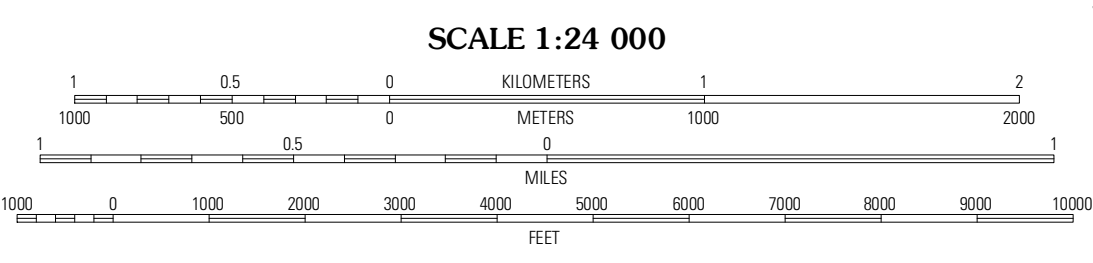 SCALE 1:24 000
1 0.5 0 KILOMETERS 1 2
1000 500 0 METERS 1000 2000
1 0.5 0 1
MILES
1000 0 1000 2000 3000 4000 5000 6000 7000 8000 9000 10000
FEET